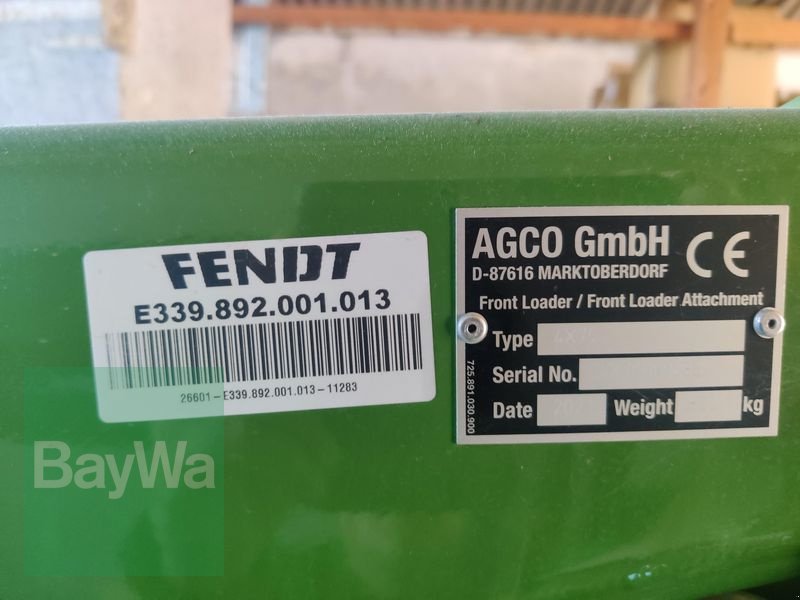 FENDT
E339.892.001.013
26601-E339.892.001.013-11283
AGCO GmbH
D-87616 MARKTOBERDORF
CE
Front Loader / Front Loader Attachment
Type
Serial No.
Date Weight kg
725.891.030.900
BayWa